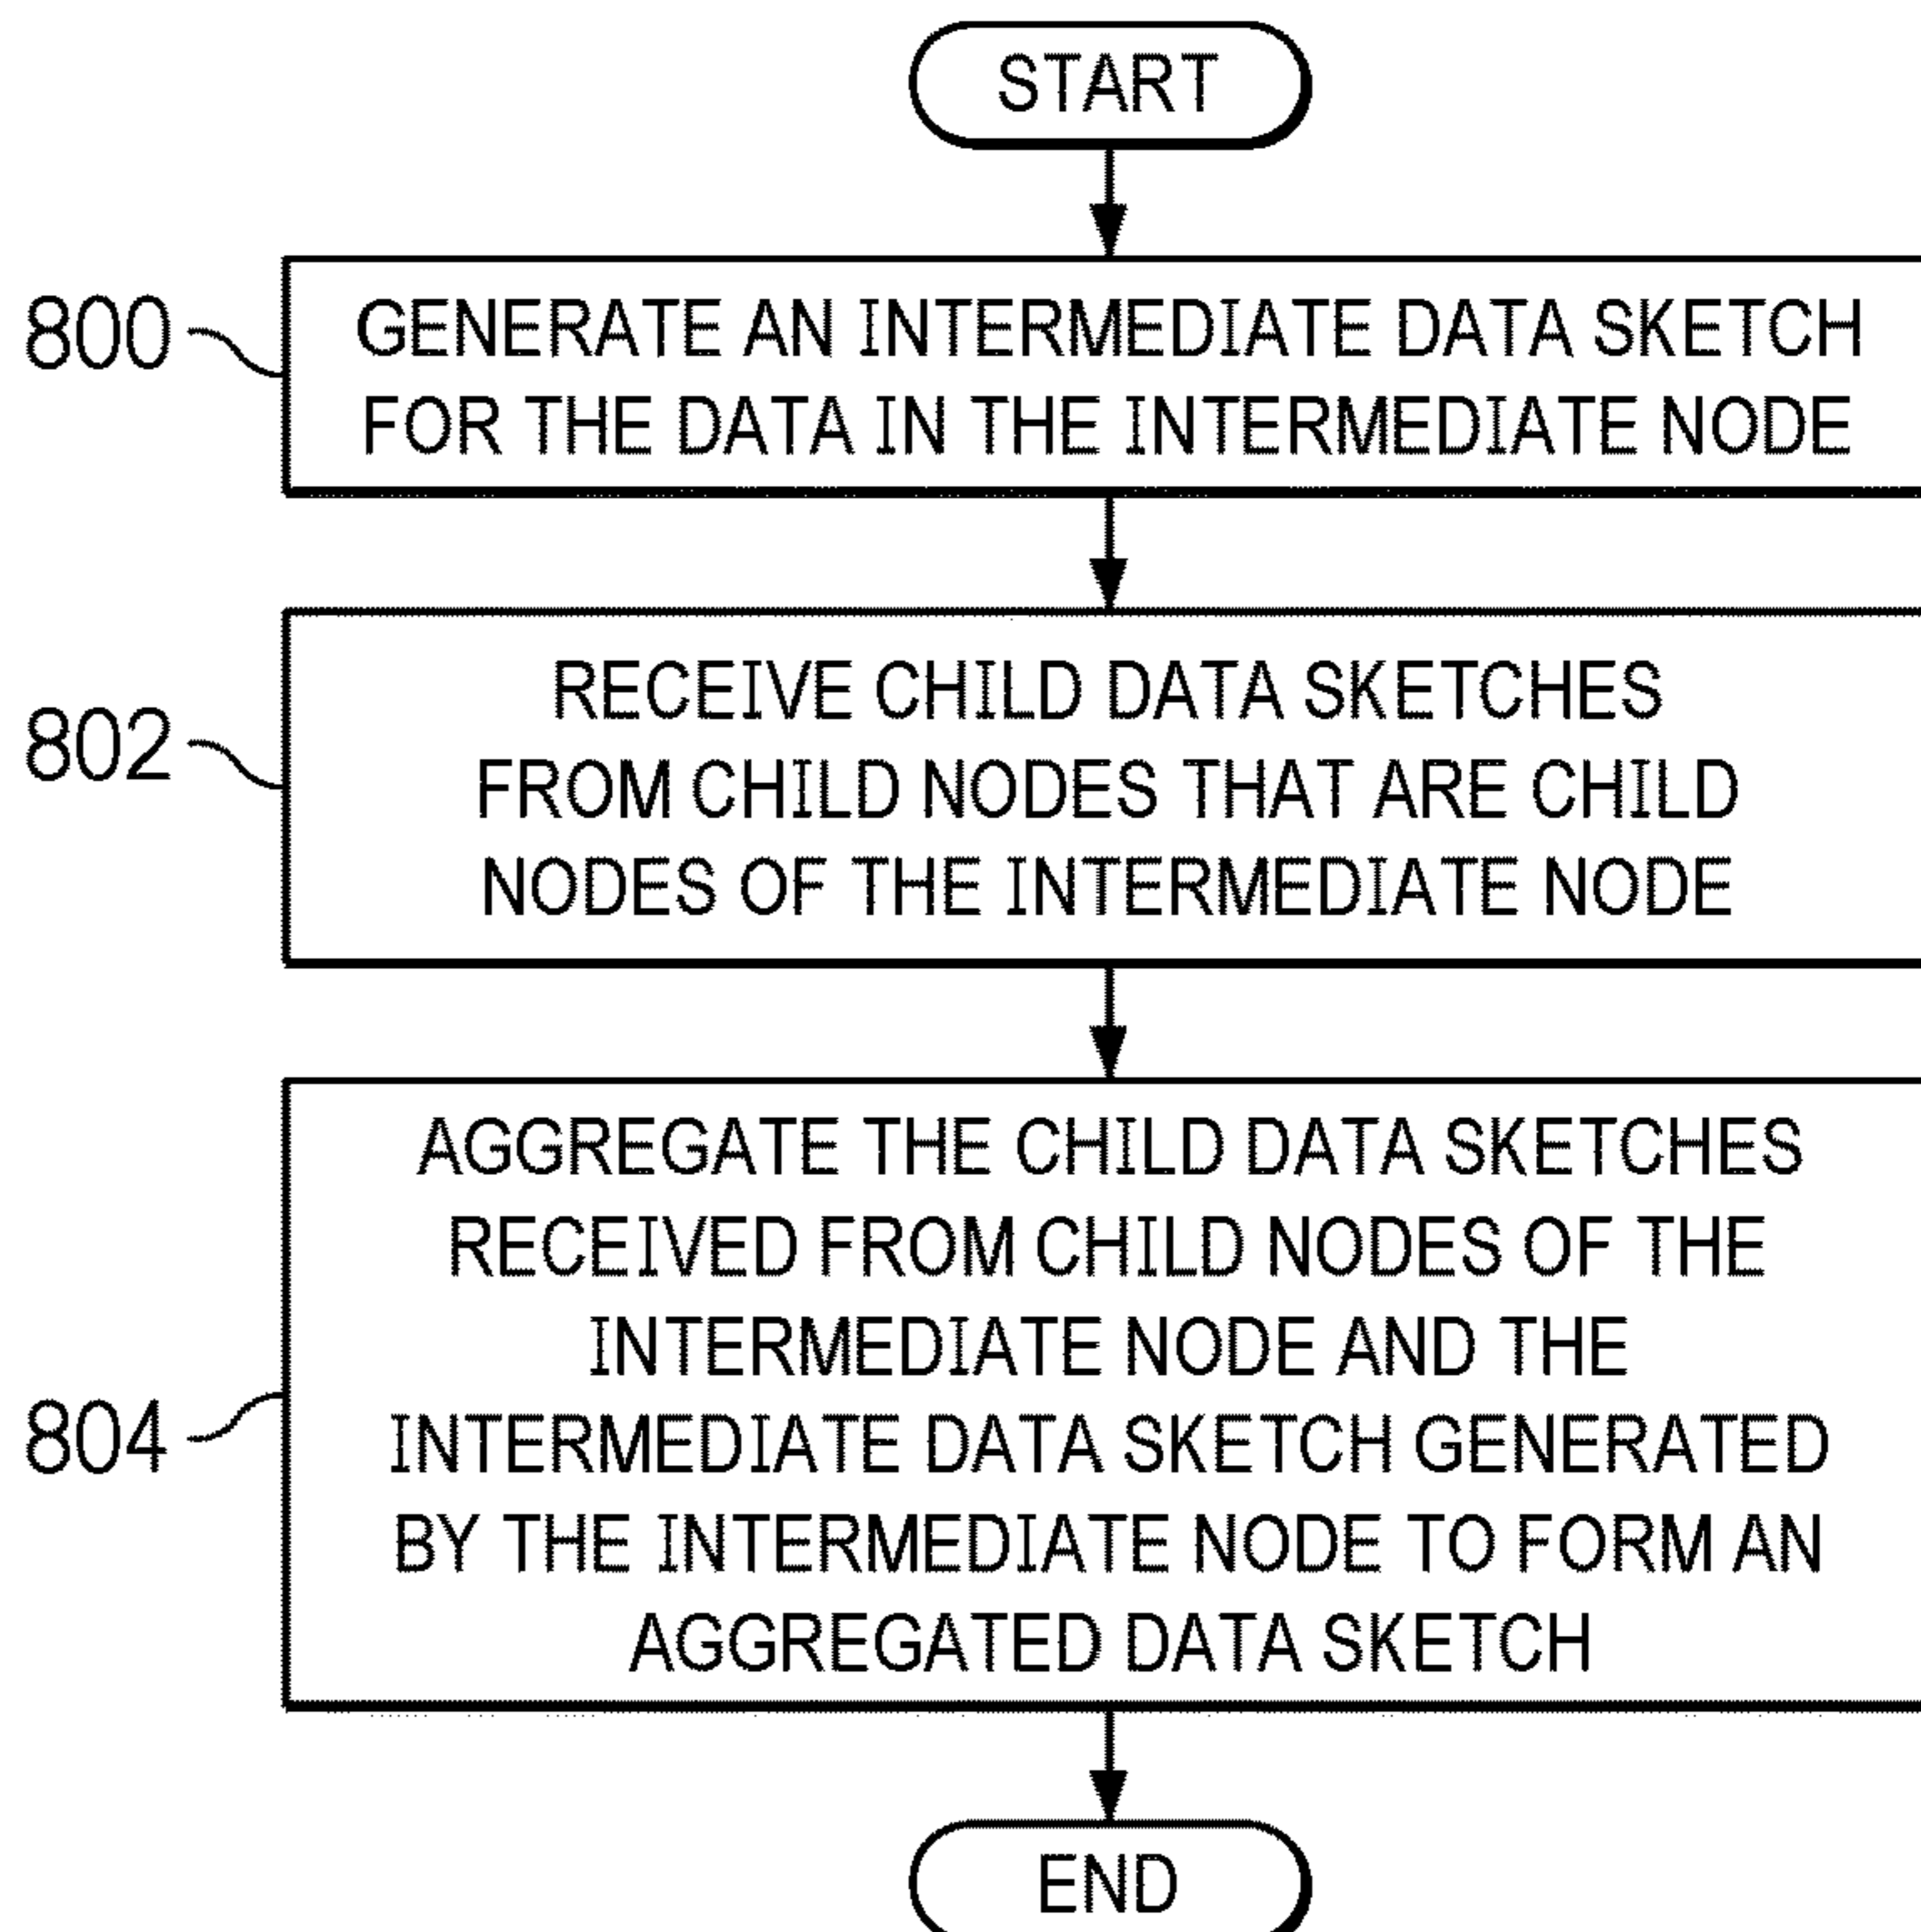 START
800
GENERATE AN INTERMEDIATE DATA SKETCH
FOR THE DATA IN THE INTERMEDIATE NODE
802
RECEIVE CHILD DATA SKETCHES
FROM CHILD NODES THAT ARE CHILD
NODES OF THE INTERMEDIATE NODE
804
AGGREGATE THE CHILD DATA SKETCHES
RECEIVED FROM CHILD NODES OF THE
INTERMEDIATE NODE AND THE
INTERMEDIATE DATA SKETCH GENERATED
BY THE INTERMEDIATE NODE TO FORM AN
AGGREGATED DATA SKETCH
END